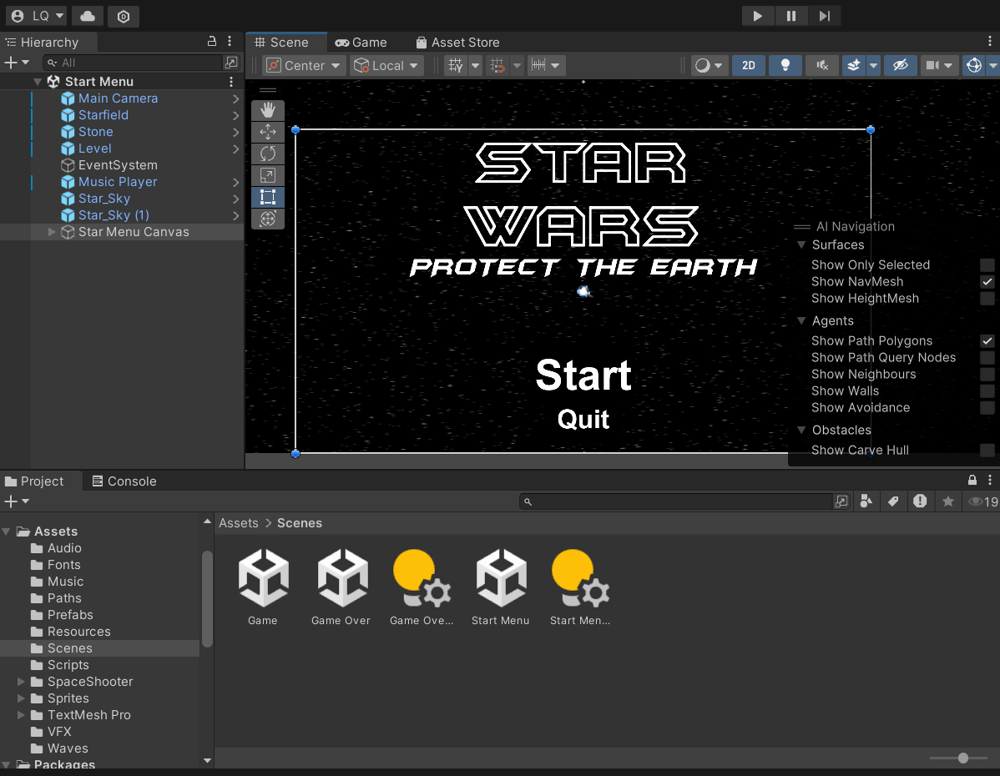 LQ
Hierarchy
All
Start Menu
Main Camera
Starfield
Stone
Level
EventSystem
Music Player
Star_Sky
Star_Sky (1)
Star Menu Canvas
Scene
Game
Asset Store
Center
Local
2D
STAR
WARS
PROTECT THE EARTH
Start
Quit
AI Navigation
Surfaces
Show Only Selected
Show NavMesh
Show HeightMesh
Agents
Show Path Polygons
Show Path Query Nodes
Show Neighbours
Show Walls
Show Avoidance
Obstacles
Show Carve Hull
Project
Console
19
Assets
Audio
Fonts
Music
Paths
Prefabs
Resources
Scenes
Scripts
SpaceShooter
Sprites
TextMesh Pro
VFX
Waves
Packages
Assets > Scenes
Game
Game Over
Game Ove...
Start Menu
Start Men...